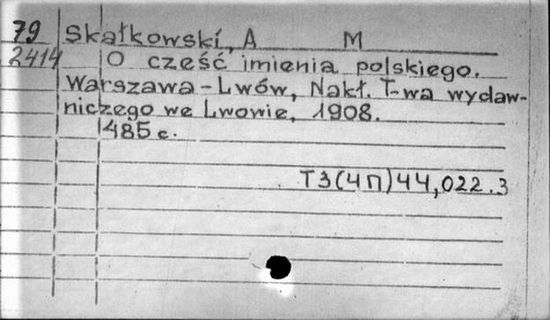 79 Skałkowski, A M
2414 O cześć imienia polskiego.
Warszawa-Lwów, Nakł. T-wa wydaw-
niczego we Lwowie, 1908.
485 c.
ТЗ(4П)44,022.3